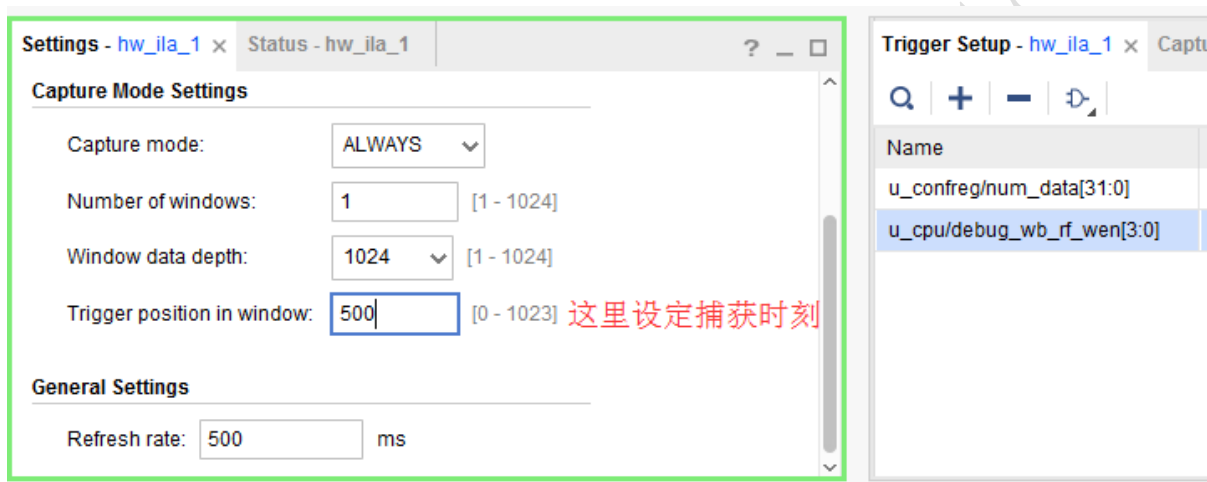 Settings - hw_ila_1 × Status - hw_ila_1 ? _ □
Capture Mode Settings
Capture mode: ALWAYS
Number of windows: 1 [1 - 1024]
Window data depth: 1024 [1 - 1024]
Trigger position in window: 500 [0 - 1023] 这里设定捕获时刻
General Settings
Refresh rate: 500 ms
Trigger Setup - hw_ila_1 ×
Name
u_confreg/num_data[31:0]
u_cpu/debug_wb_rf_wen[3:0]